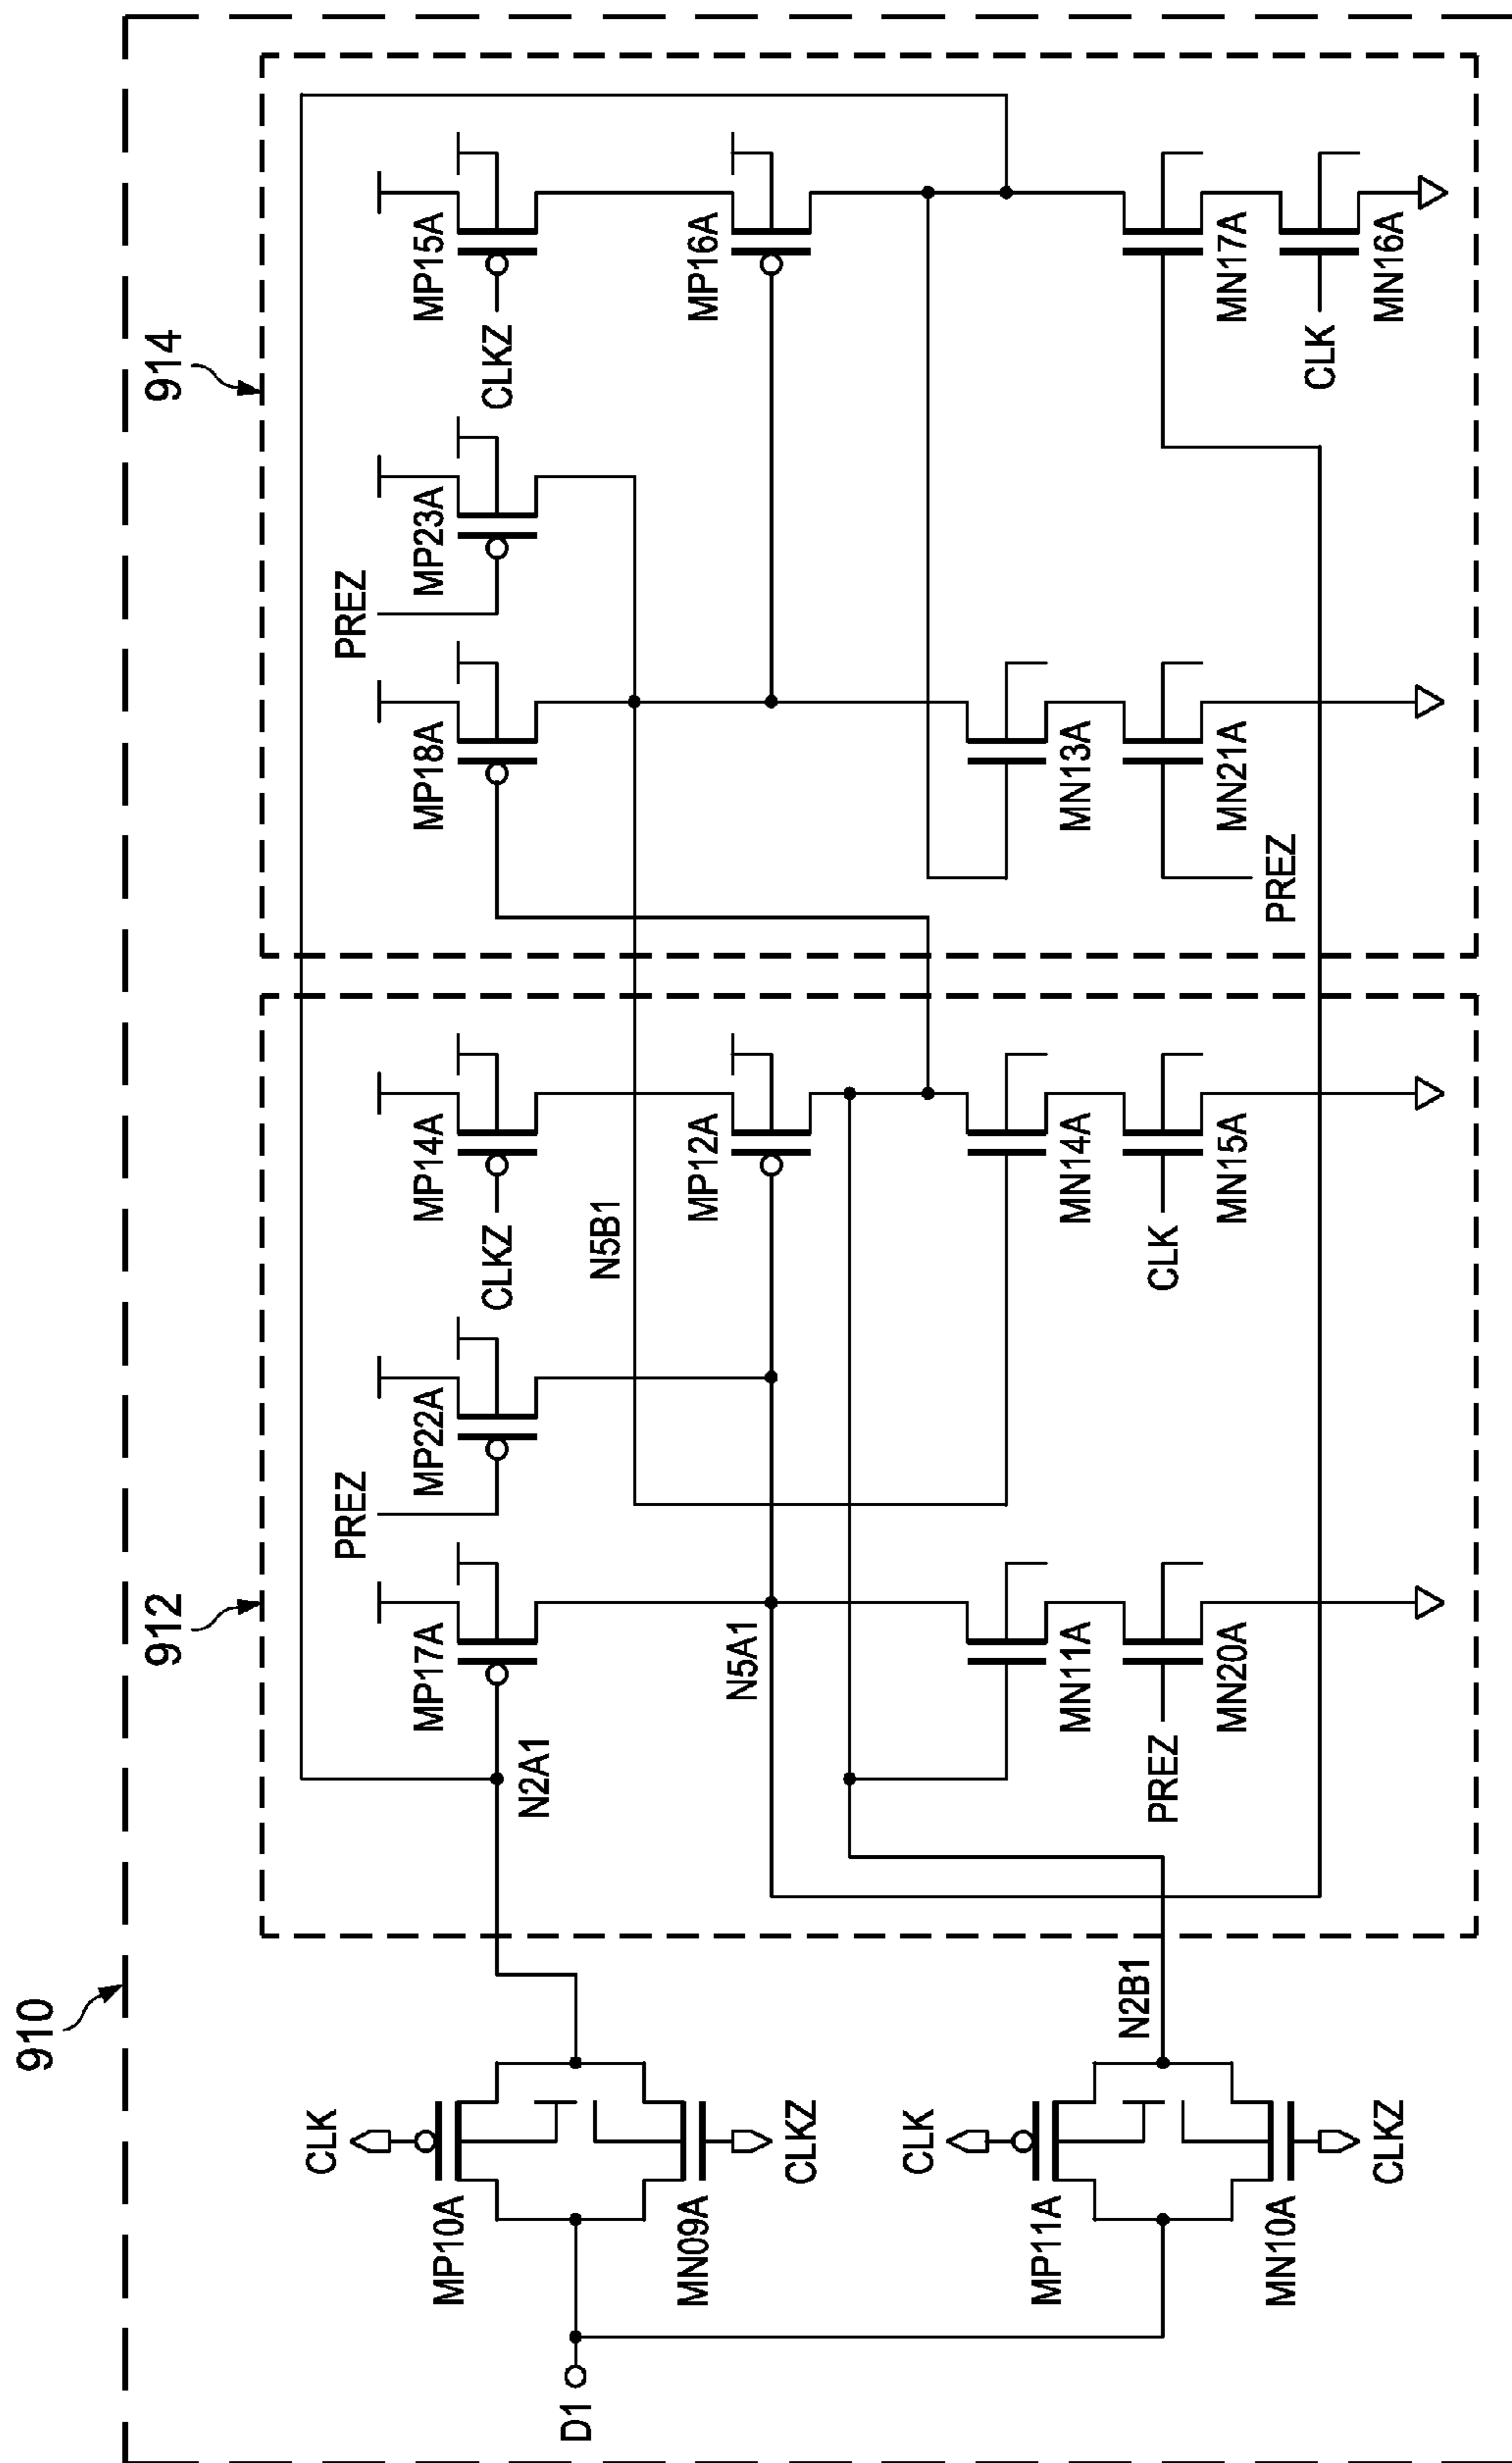 910
912
914
D1
CLK
MP10A
MN09A
CLKZ
CLK
MP11A
MN10A
CLKZ
N2A1
N2B1
MP17A
PREZ
MP22A
CLKZ
MP14A
N5A1
N5B1
MP12A
MN11A
MN14A
PREZ
MN20A
CLK
MN15A
MP18A
PREZ
MP23A
CLKZ
MP15A
MP16A
MN13A
PREZ
MN21A
MN17A
CLK
MN16A